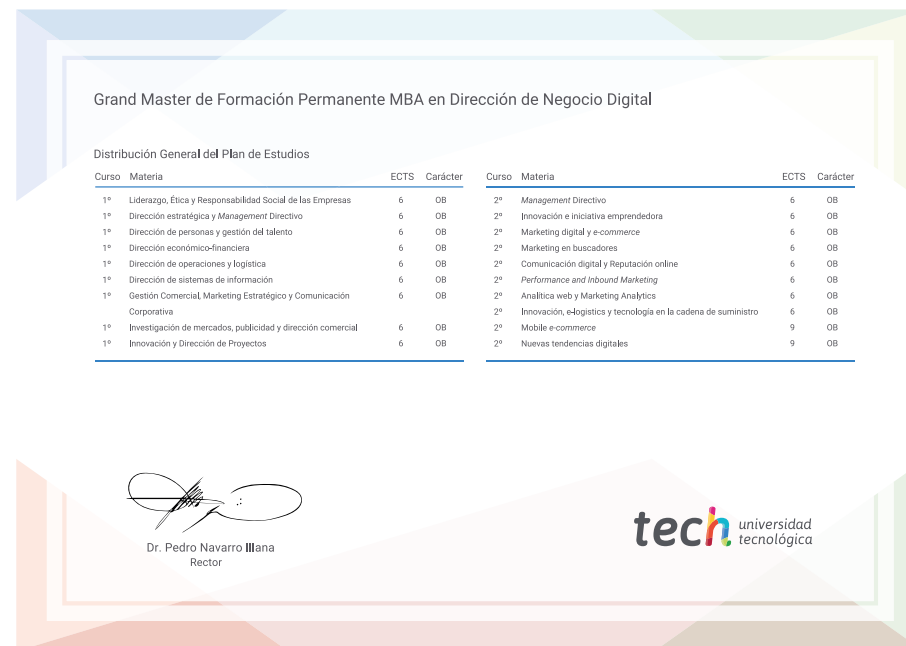 Grand Master de Formación Permanente MBA en Dirección de Negocio Digital
Distribución General del Plan de Estudios
Curso Materia ECTS Carácter
1º Liderazgo, Ética y Responsabilidad Social de las Empresas 6 OB
1º Dirección estratégica y Management Directivo 6 OB
1º Dirección de personas y gestión del talento 6 OB
1º Dirección económico-financiera 6 OB
1º Dirección de operaciones y logística 6 OB
1º Dirección de sistemas de información 6 OB
1º Gestión Comercial, Marketing Estratégico y Comunicación 6 OB
Corporativa
1º Investigación de mercados, publicidad y dirección comercial 6 OB
1º Innovación y Dirección de Proyectos 6 OB
Curso Materia ECTS Carácter
2º Management Directivo 6 OB
2º Innovación e iniciativa emprendedora 6 OB
2º Marketing digital y e-commerce 6 OB
2º Marketing en buscadores 6 OB
2º Comunicación digital y Reputación online 6 OB
2º Performance and Inbound Marketing 6 OB
2º Analítica web y Marketing Analytics 6 OB
2º Innovación, e-logistics y tecnología en la cadena de suministro 6 OB
2º Mobile e-commerce 9 OB
2º Nuevas tendencias digitales 9 OB
Dr. Pedro Navarro Illana
Rector
tech universidad
tecnológica